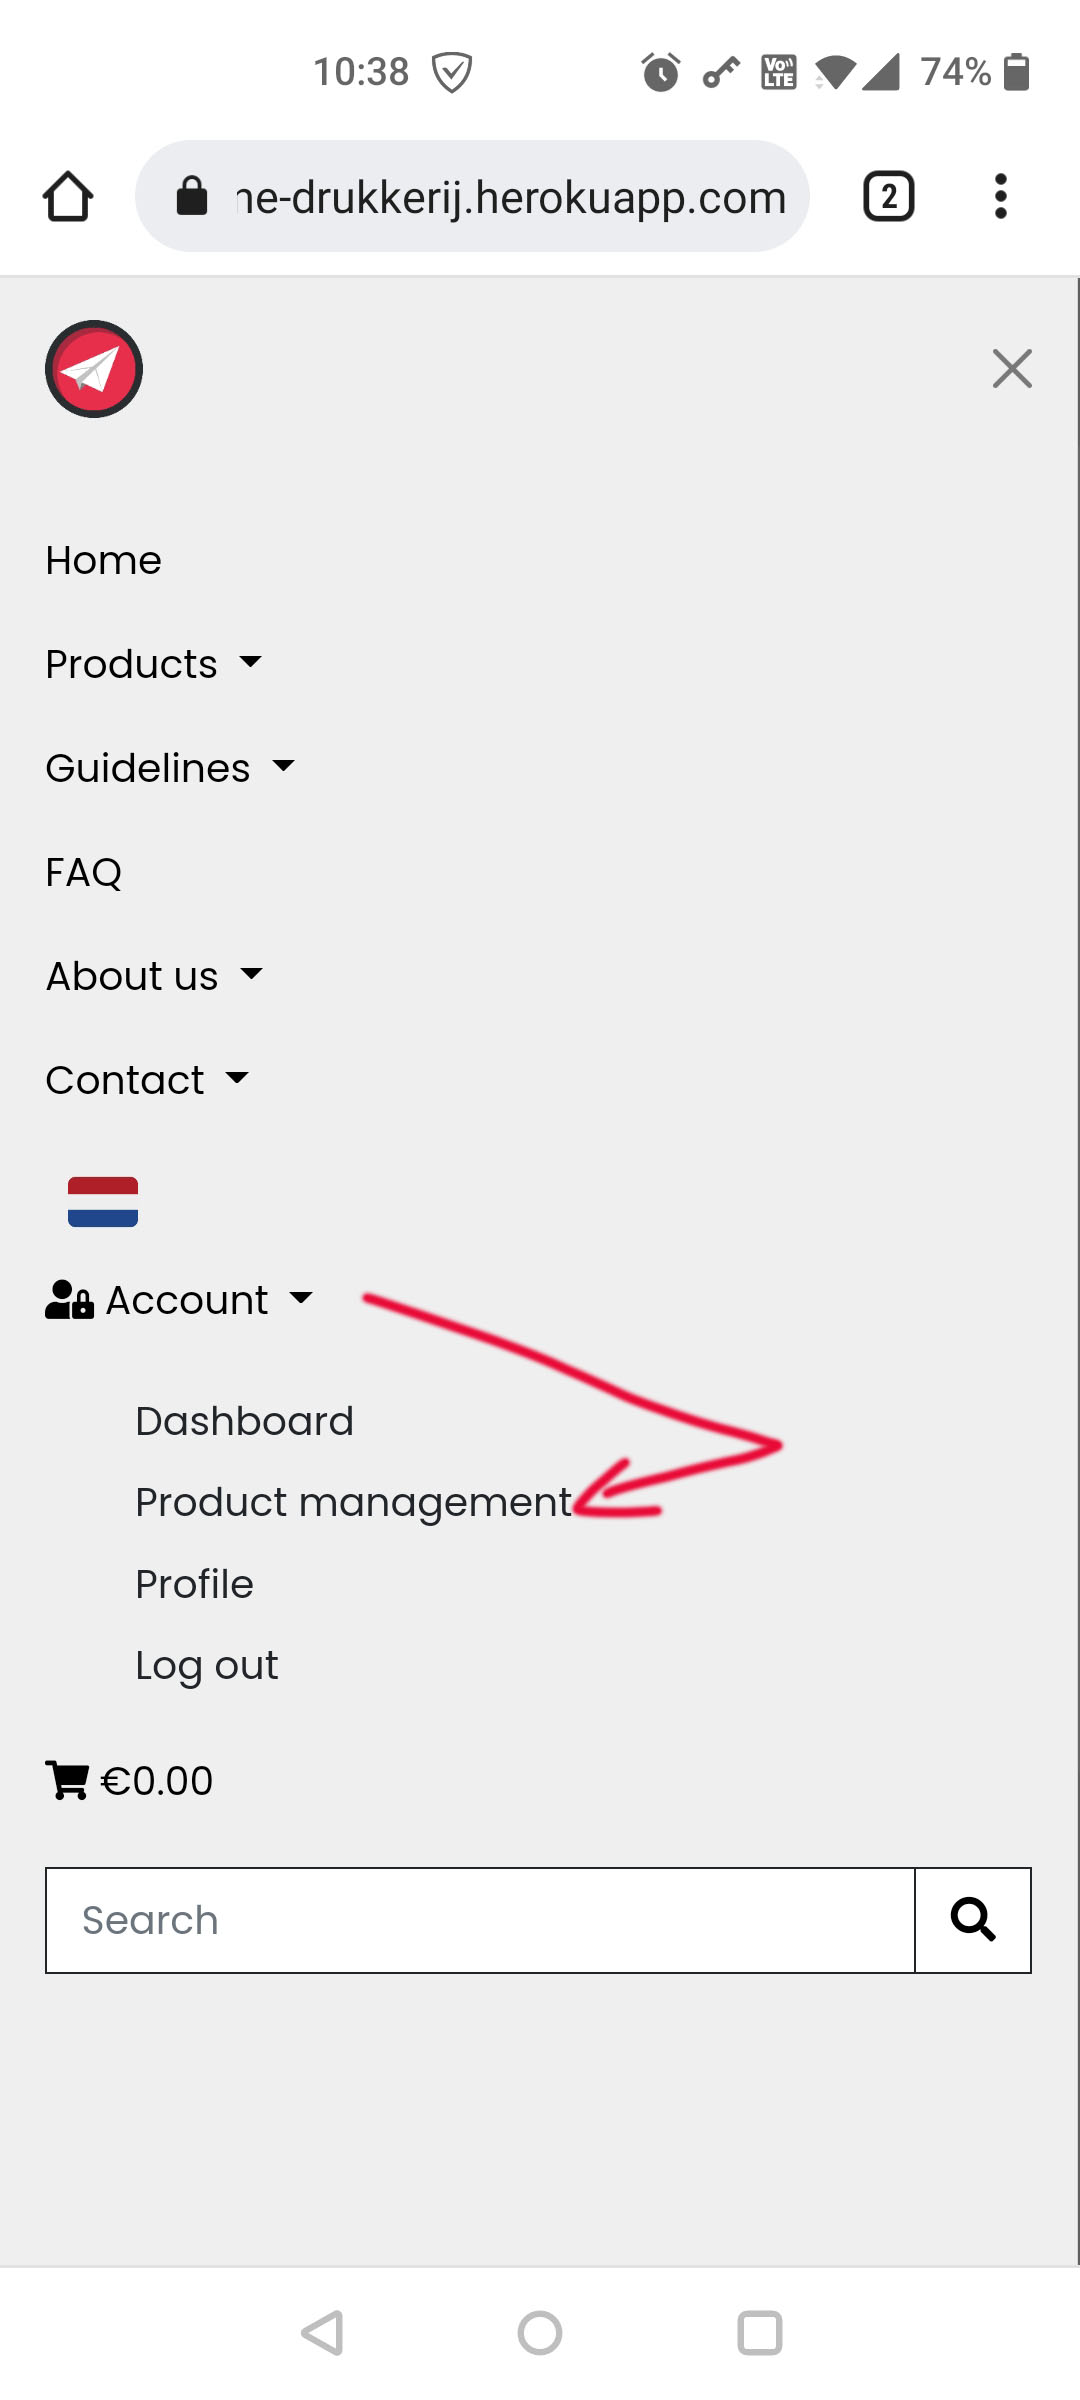 10:38 Vo LTE 74%
ne-drukkerij.herokuapp.com 2
Home
Products
Guidelines
FAQ
About us
Contact
Account
Dashboard
Product management
Profile
Log out
€0.00
Search